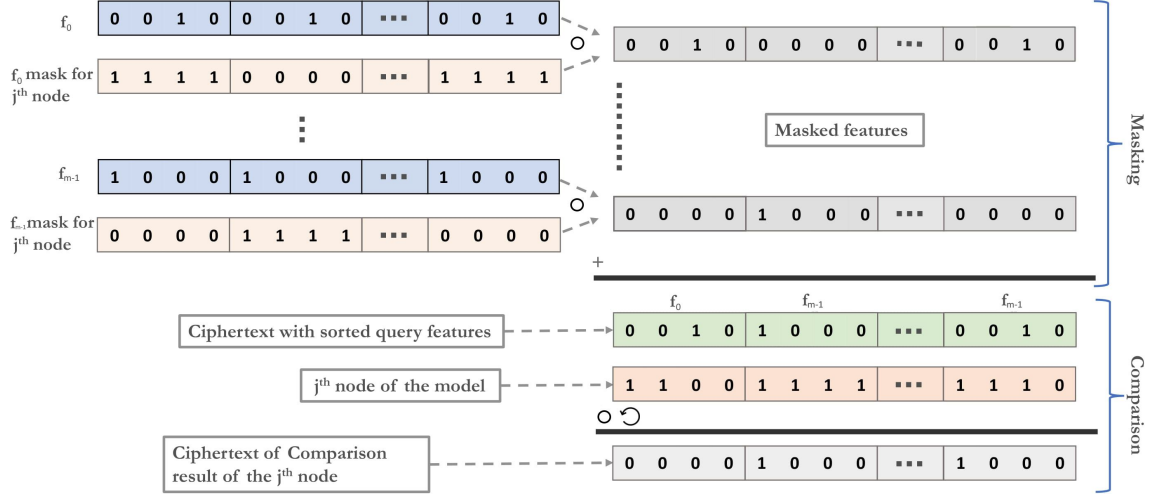 f0 0 0 1 0 0 0 1 0 ... 0 0 1 0
0 0 1 0 0 0 0 0 ... 0 0 1 0
f0 mask for
jth node
1 1 1 1 0 0 0 0 ... 1 1 1 1
Masked features
Masking
fm-1 1 0 0 0 1 0 0 0 ... 1 0 0 0
0 0 0 0 1 0 0 0 ... 0 0 0 0
fm-1 mask for
jth node
0 0 0 0 1 1 1 1 ... 0 0 0 0
+
f0 fm-1 fm-1
Ciphertext with sorted query features
0 0 1 0 1 0 0 0 ... 0 0 1 0
jth node of the model
1 1 0 0 1 1 1 1 ... 1 1 1 0
Comparison
Ciphertext of Comparison
result of the jth node
0 0 0 0 1 0 0 0 ... 1 0 0 0